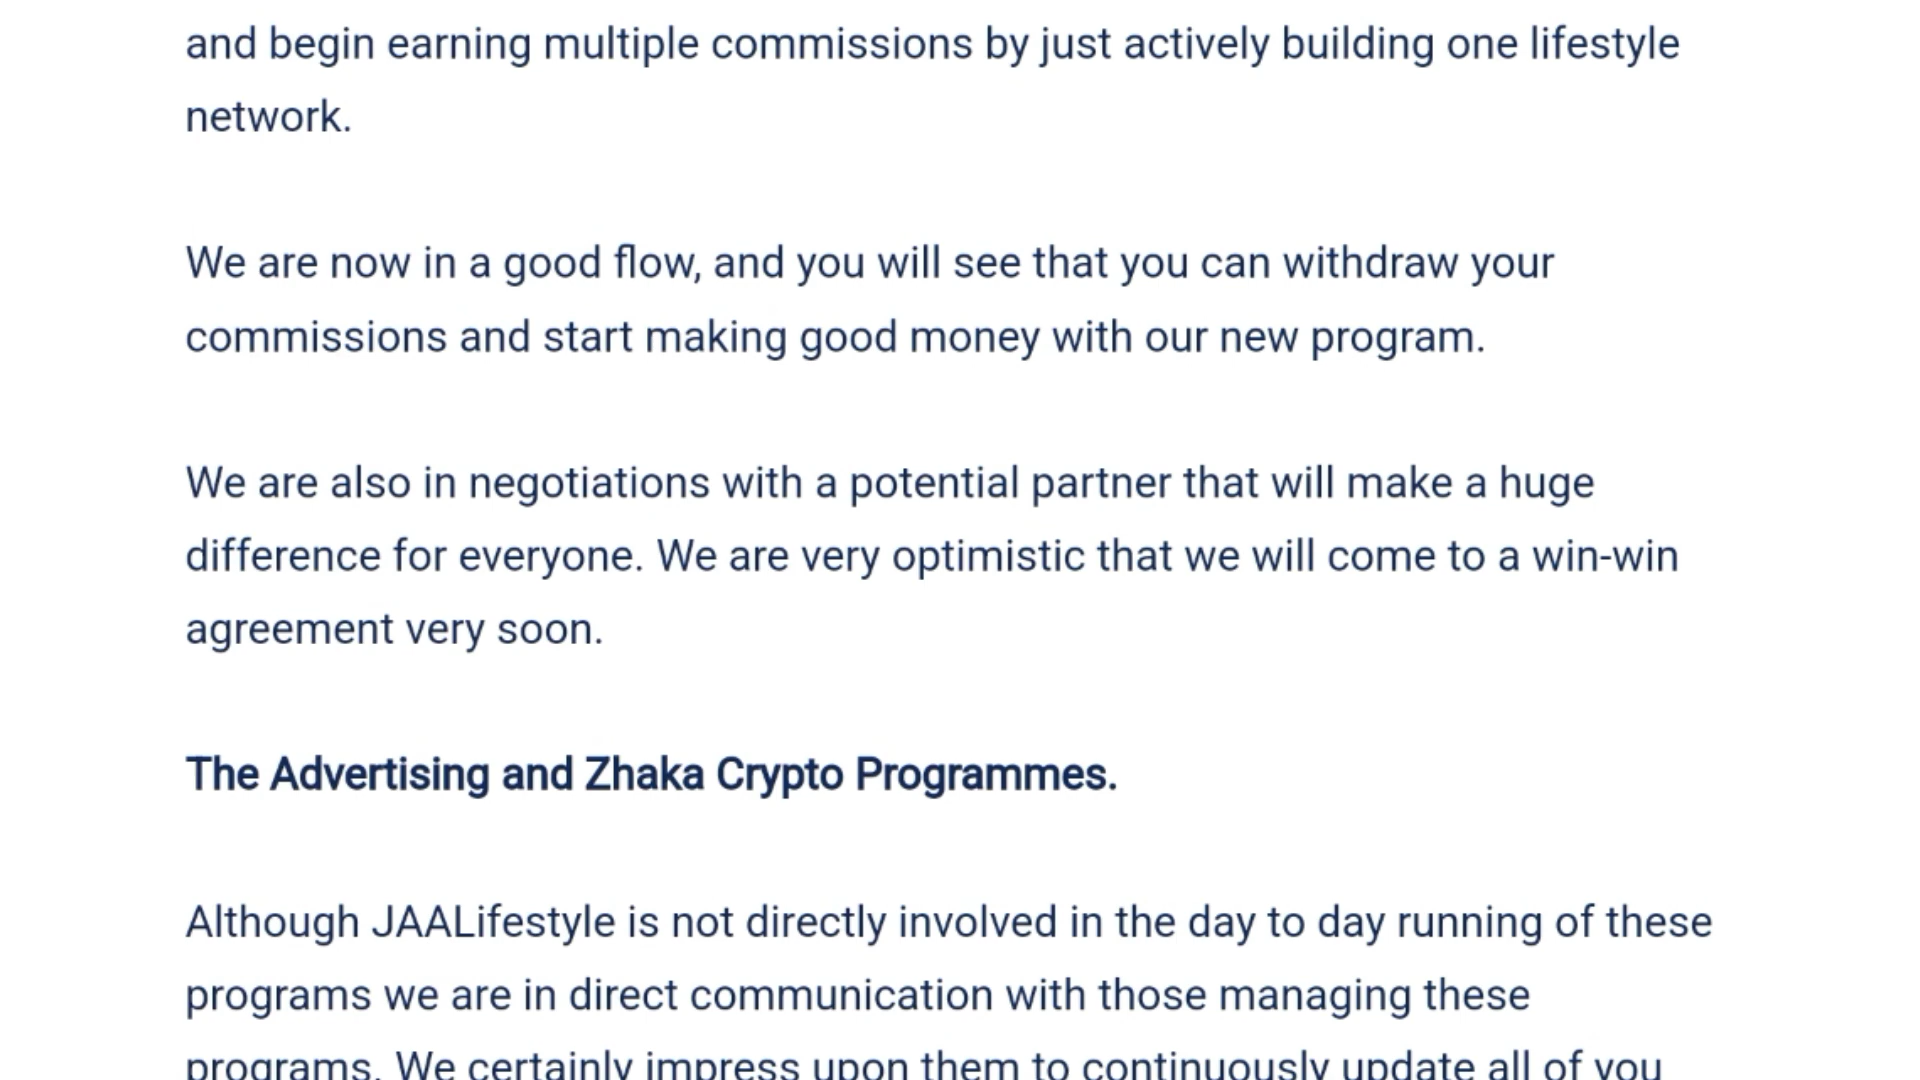 and begin earning multiple commissions by just actively building one lifestyle
network.
We are now in a good flow, and you will see that you can withdraw your
commissions and start making good money with our new program.
We are also in negotiations with a potential partner that will make a huge
difference for everyone. We are very optimistic that we will come to a win-win
agreement very soon.
The Advertising and Zhaka Crypto Programmes.
Although JAALifestyle is not directly involved in the day to day running of these
programs we are in direct communication with those managing these
programs. We certainly impress upon them to continuously update all of you